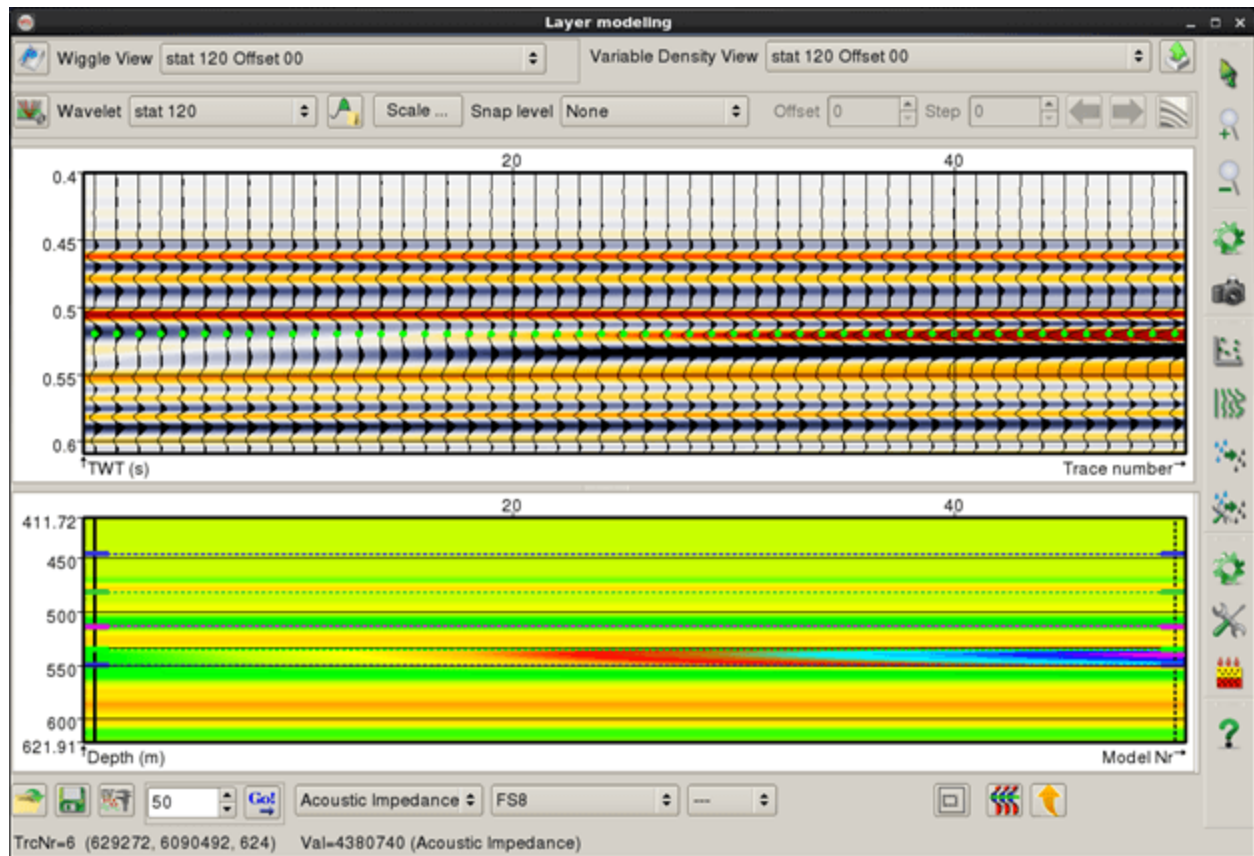 Layer modeling
Wiggle View stat 120 Offset 00 Variable Density View stat 120 Offset 00
Wavelet stat 120 Scale ... Snap level None Offset 0 Step 0
20 40
0.4
0.45
0.5
0.55
0.6
TWT (s) Trace number
20 40
411.72
450
500
550
600
621.91
Depth (m) Model Nr
50 Go! Acoustic Impedance FS8 ---
TrcNr=6 (629272, 6090492, 624) Val=4380740 (Acoustic Impedance)